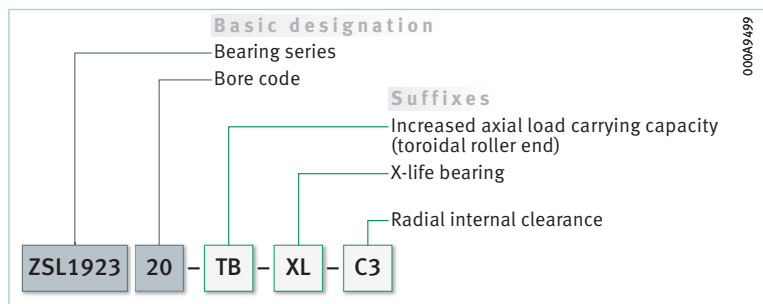 Basic designation
Bearing series
Bore code
Suffixes
Increased axial load carrying capacity
(toroidal roller end)
X-life bearing
Radial internal clearance
ZSL1923 20 – TB – XL – C3
000A9499